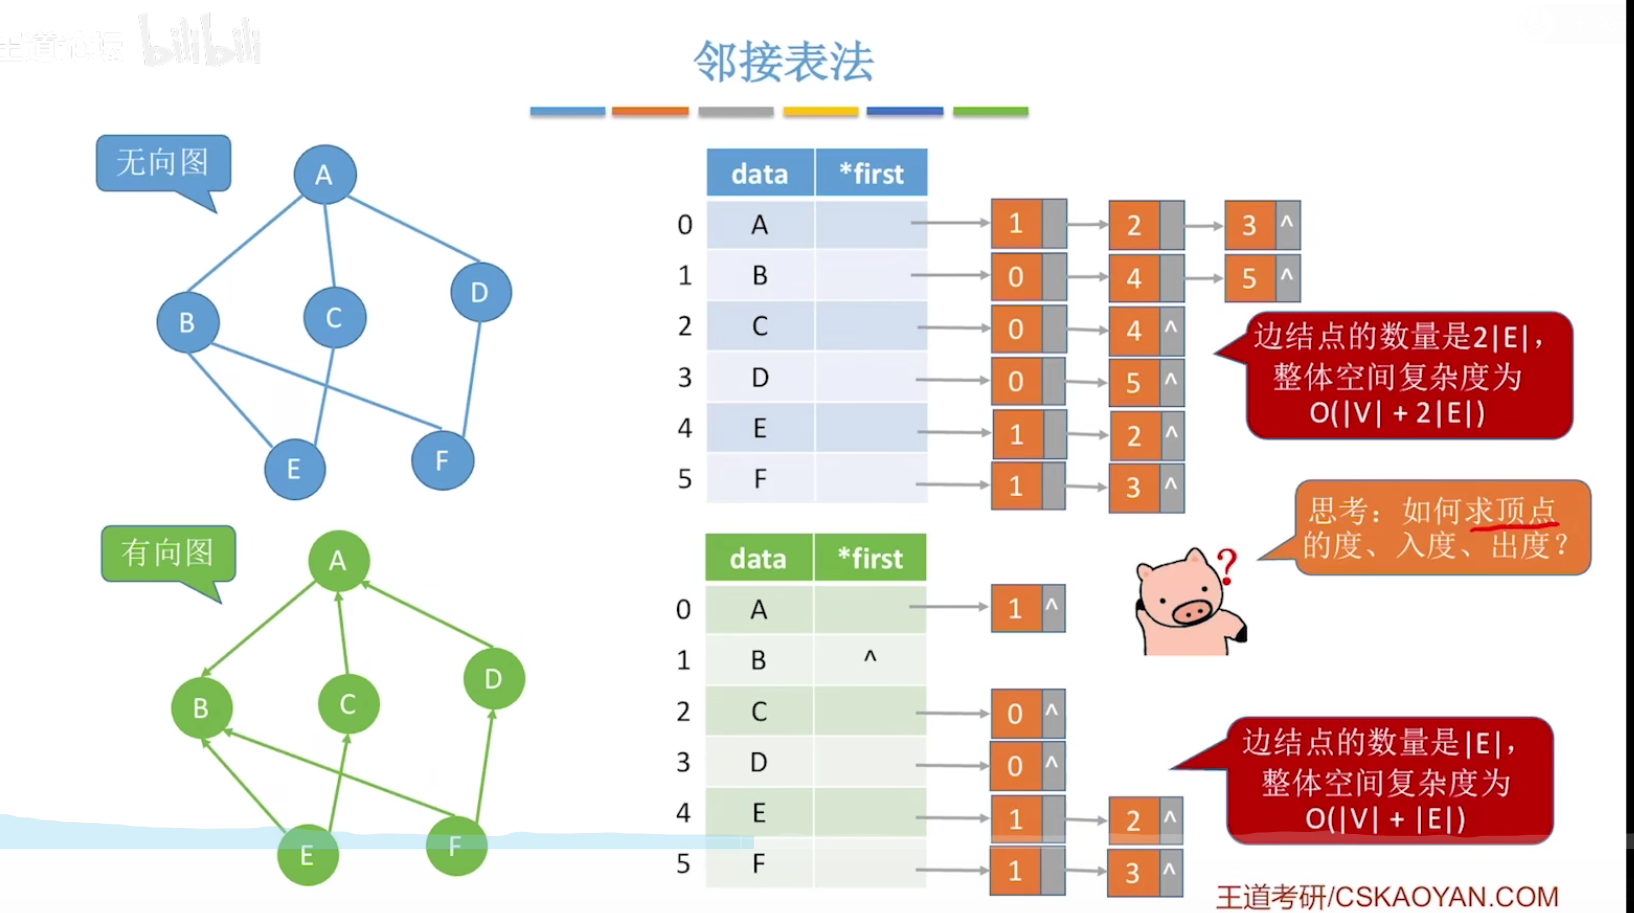 王道论坛 bilibili
邻接表法
无向图
A
B
C
D
E
F
data *first
0 A 1 2 3 ^
1 B 0 4 5 ^
2 C 0 4 ^
3 D 0 5 ^
4 E 1 2 ^
5 F 1 3 ^
边结点的数量是2|E|，
整体空间复杂度为
O(|V| + 2|E|)
思考：如何求顶点
的度、入度、出度？
?
有向图
A
B
C
D
E
F
data *first
0 A 1 ^
1 B ^
2 C 0 ^
3 D 0 ^
4 E 1 2 ^
5 F 1 3 ^
边结点的数量是|E|，
整体空间复杂度为
O(|V| + |E|)
王道考研/CSKAOYAN.COM